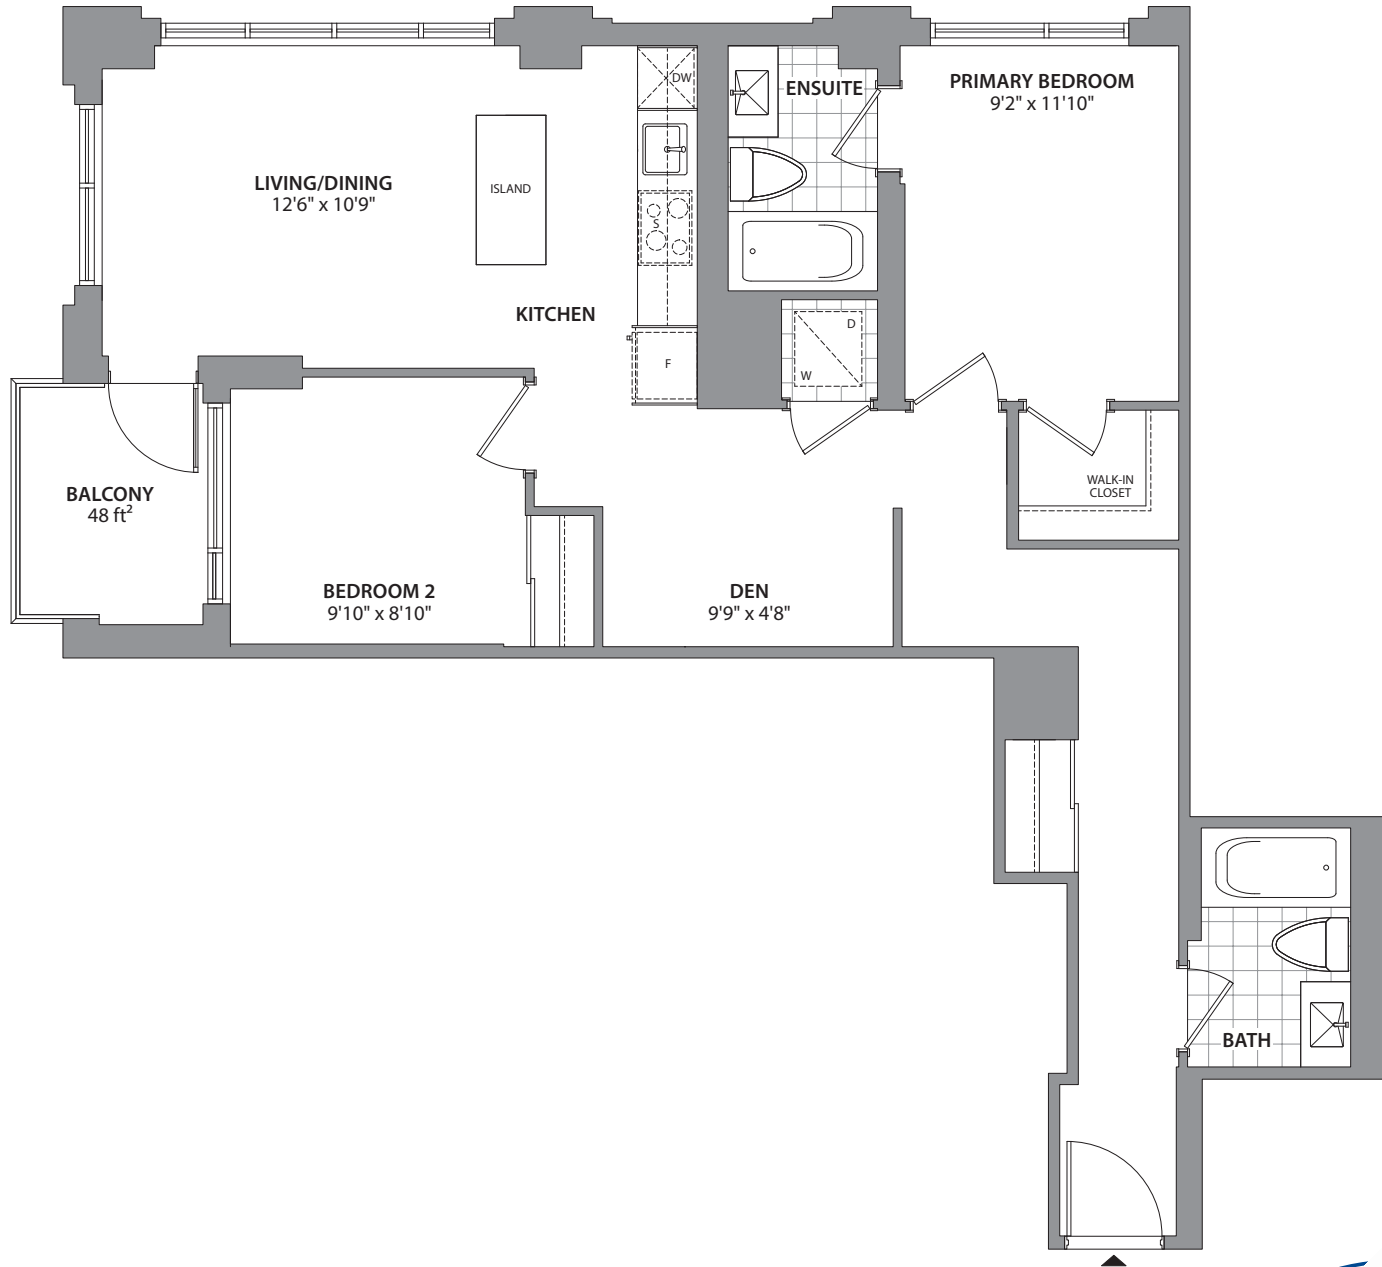 DW
ENSUITE
PRIMARY BEDROOM
9'2" x 11'10"
LIVING/DINING
12'6" x 10'9"
ISLAND
S
KITCHEN
D
W
F
WALK-IN
CLOSET
BALCONY
48 ft²
BEDROOM 2
9'10" x 8'10"
DEN
9'9" x 4'8"
BATH